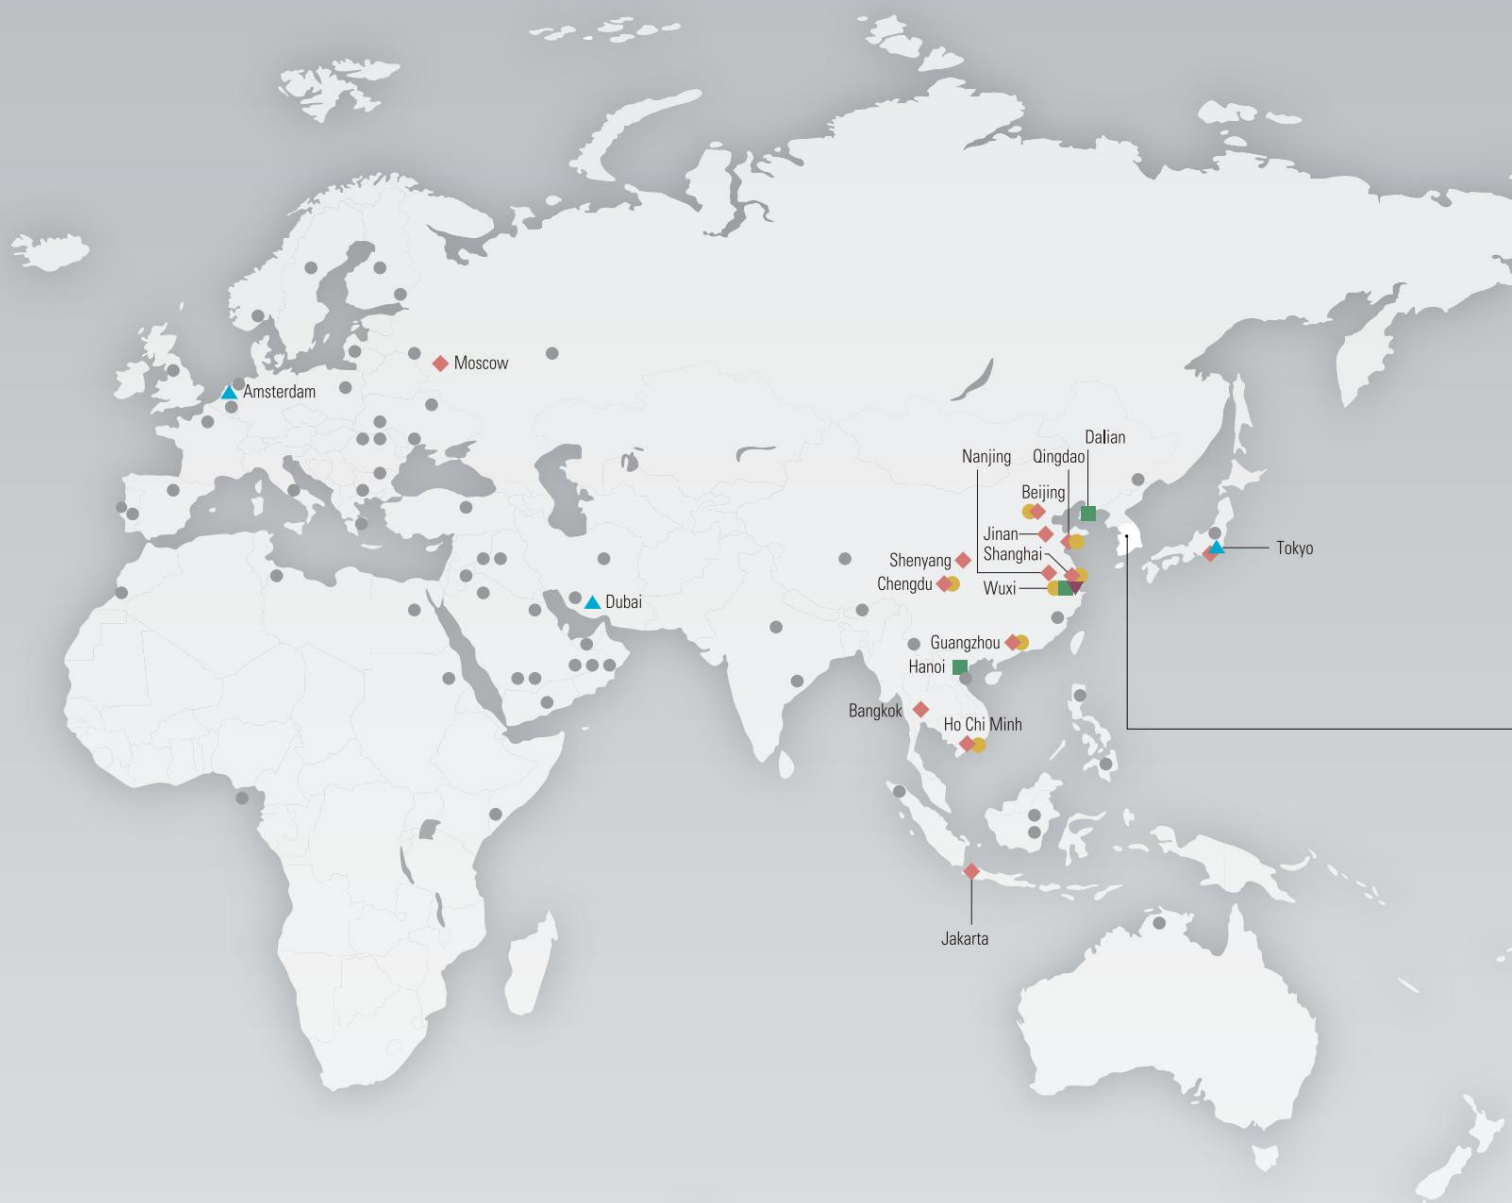 Moscow
Amsterdam
Dalian
Nanjing
Qingdao
Beijing
Jinan
Shanghai
Tokyo
Shenyang
Chengdu
Wuxi
Dubai
Guangzhou
Hanoi
Bangkok
Ho Chi Minh
Jakarta